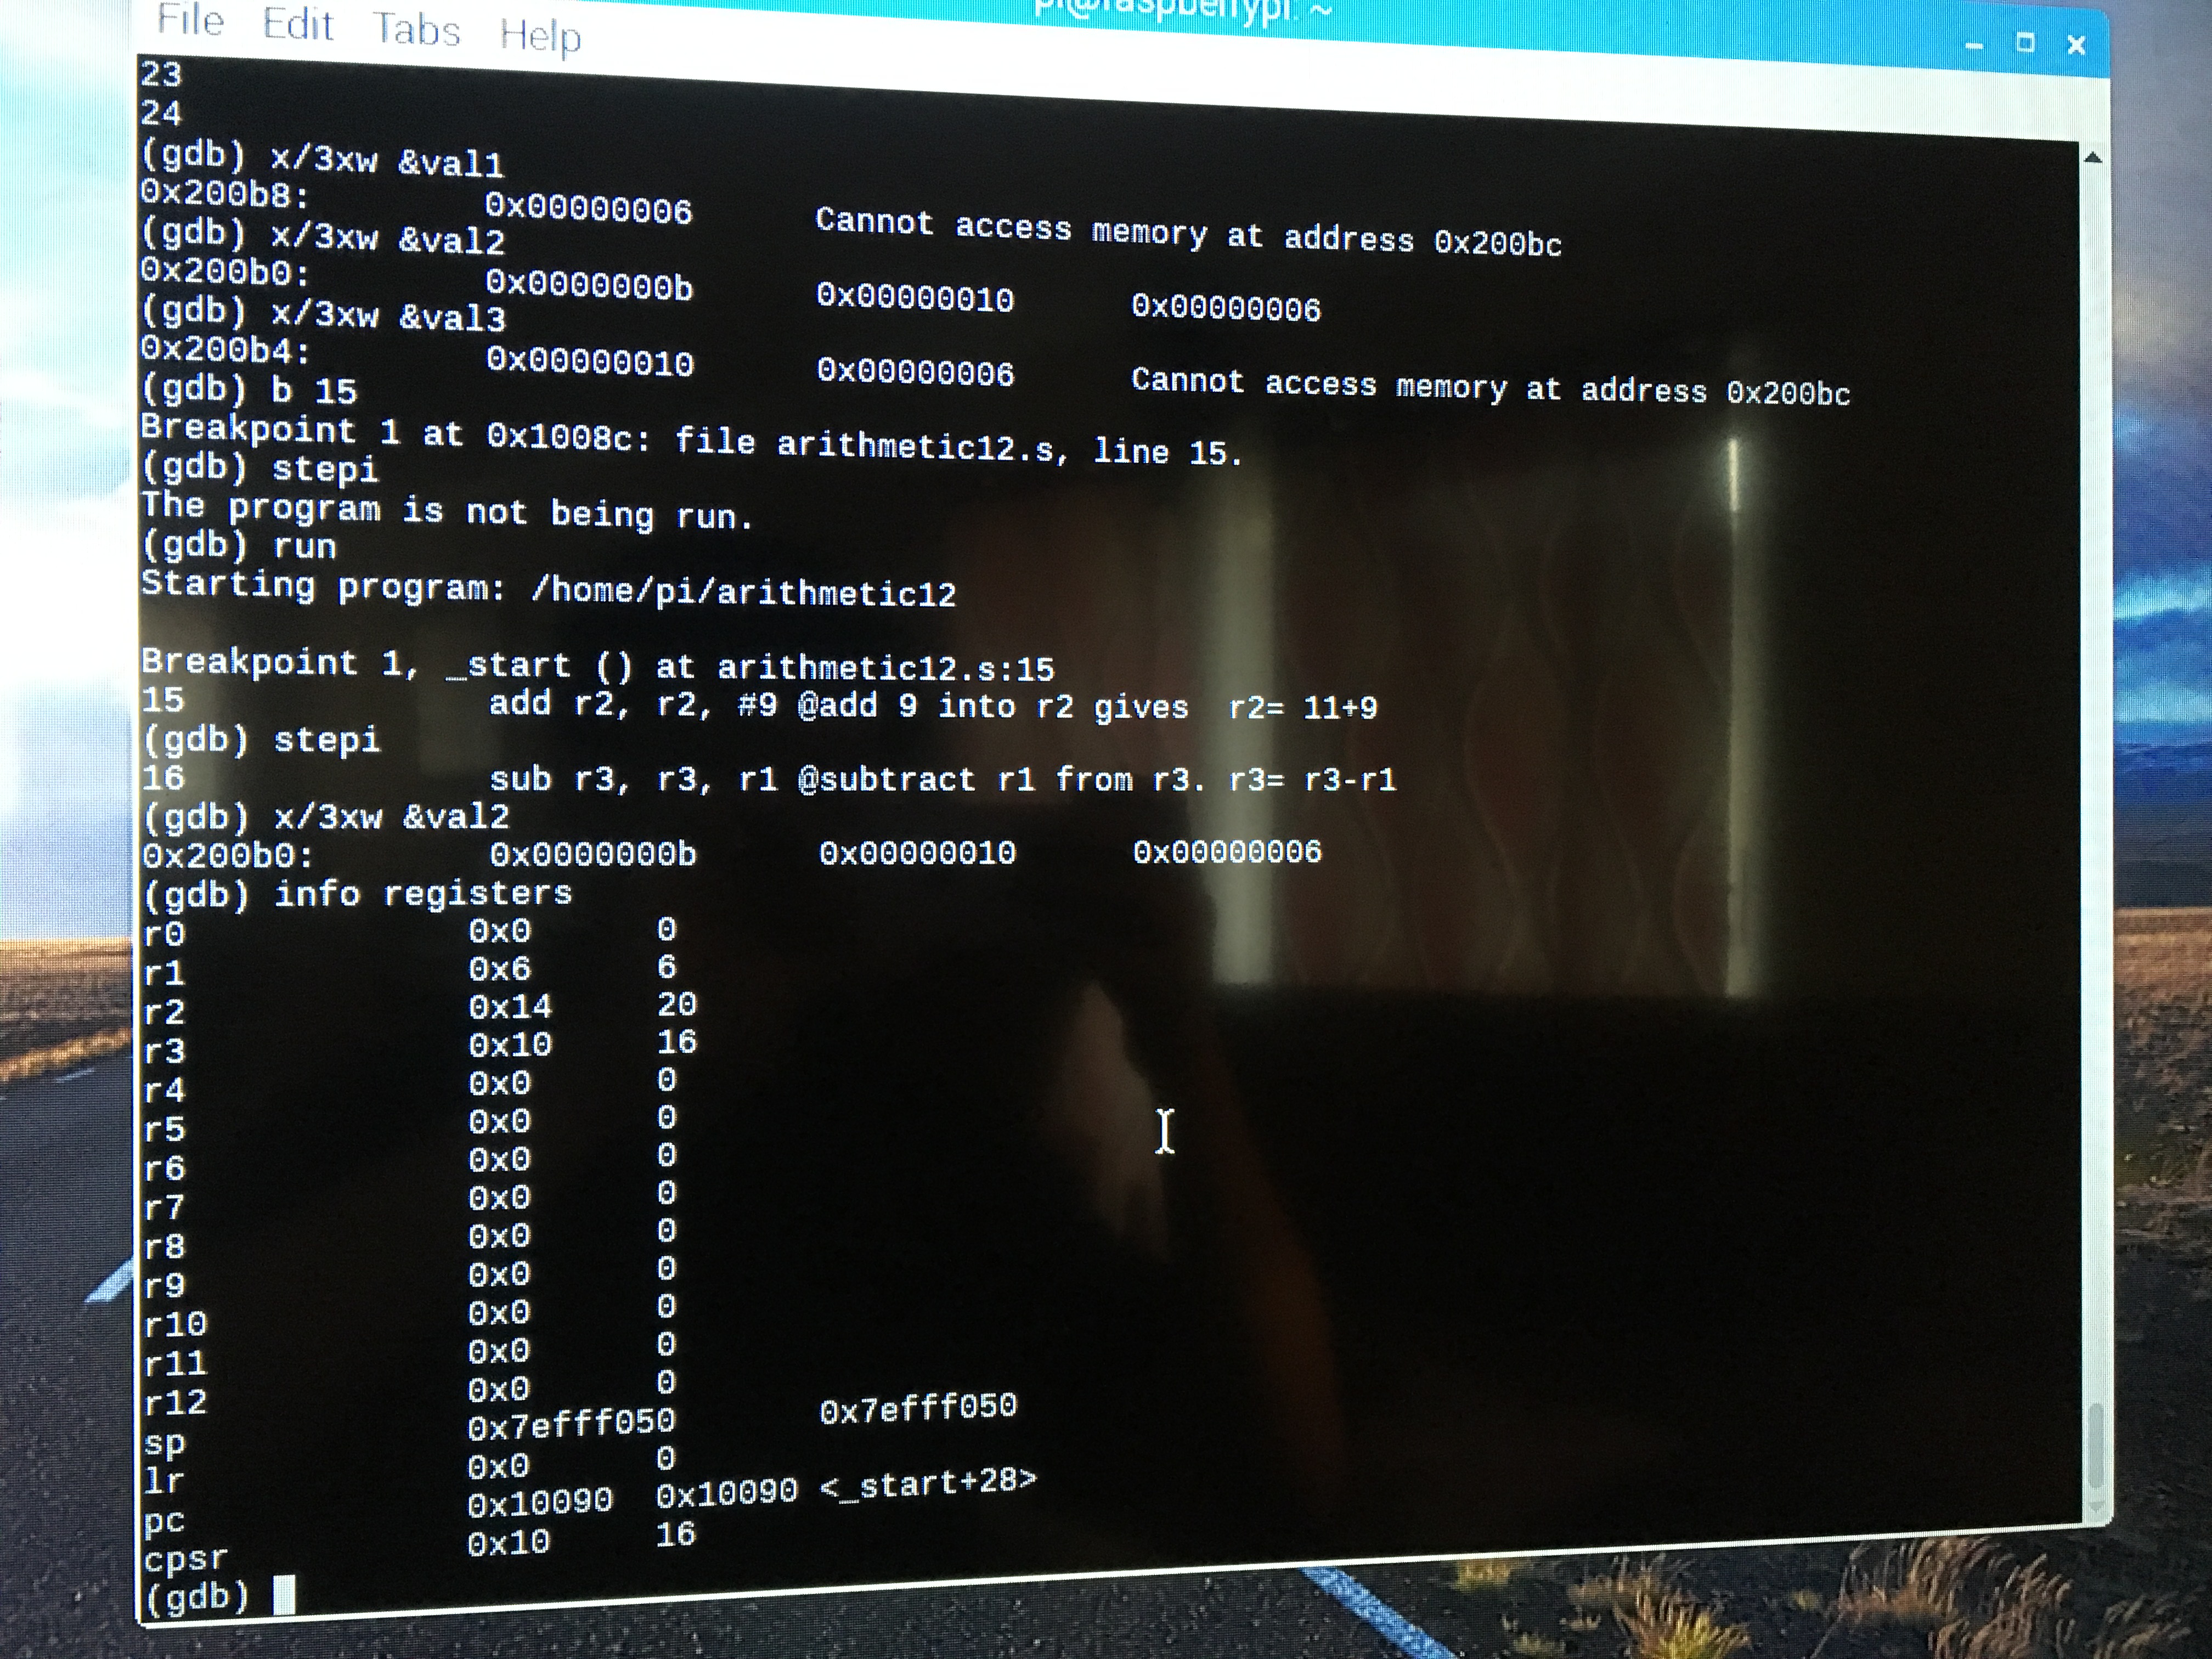 pi@raspberrypi: ~
File Edit Tabs Help
23
24
(gdb) x/3xw &val1
0x200b8: 0x00000006 Cannot access memory at address 0x200bc
(gdb) x/3xw &val2
0x200b0: 0x0000000b 0x00000010 0x00000006
(gdb) x/3xw &val3
0x200b4: 0x00000010 0x00000006 Cannot access memory at address 0x200bc
(gdb) b 15
Breakpoint 1 at 0x1008c: file arithmetic12.s, line 15.
(gdb) stepi
The program is not being run.
(gdb) run
Starting program: /home/pi/arithmetic12
Breakpoint 1, _start () at arithmetic12.s:15
15 add r2, r2, #9 @add 9 into r2 gives  r2= 11+9
(gdb) stepi
16 sub r3, r3, r1 @subtract r1 from r3. r3= r3-r1
(gdb) x/3xw &val2
0x200b0: 0x0000000b 0x00000010 0x00000006
(gdb) info registers
r0 0x0 0
r1 0x6 6
r2 0x14 20
r3 0x10 16
r4 0x0 0
r5 0x0 0
r6 0x0 0
r7 0x0 0
r8 0x0 0
r9 0x0 0
r10 0x0 0
r11 0x0 0
r12 0x0 0
sp 0x7efff050 0x7efff050
lr 0x0 0
pc 0x10090 0x10090 <_start+28>
cpsr 0x10 16
(gdb)